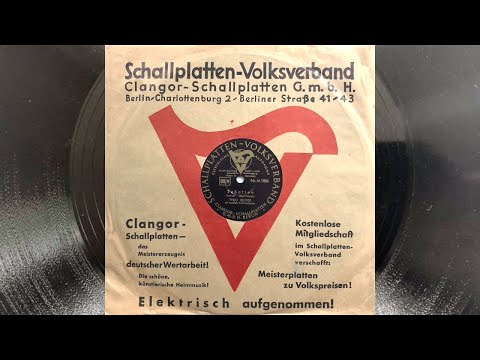 Schallplatten-Volksverband
Clangor-Schallplatten G.m.b.H.
Berlin-Charlottenburg 2-Berliner Straße 41-43
SCHALLPLATTEN-VOLKSVERBAND
Clangor-
Schallplatten—
das
Meistererzeugnis
deutscher Wertarbeit!
Die schöne,
künstlerische Heimmusik!
Kostenlose
Mitgliedschaft
im Schallplatten-
Volksverband
verschafft:
Meisterplatten
zu Volkspreisen!
Elektrisch aufgenommen!